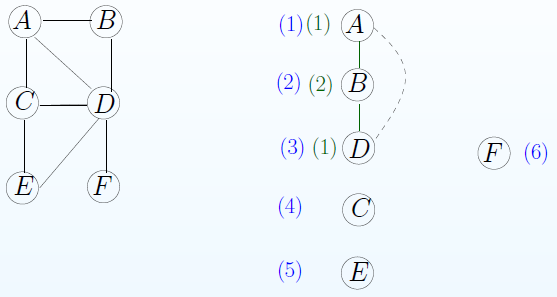 A B (1) (1) A
(2) (2) B
C D
(3) (1) D F (6)
E F
(4) C
(5) E